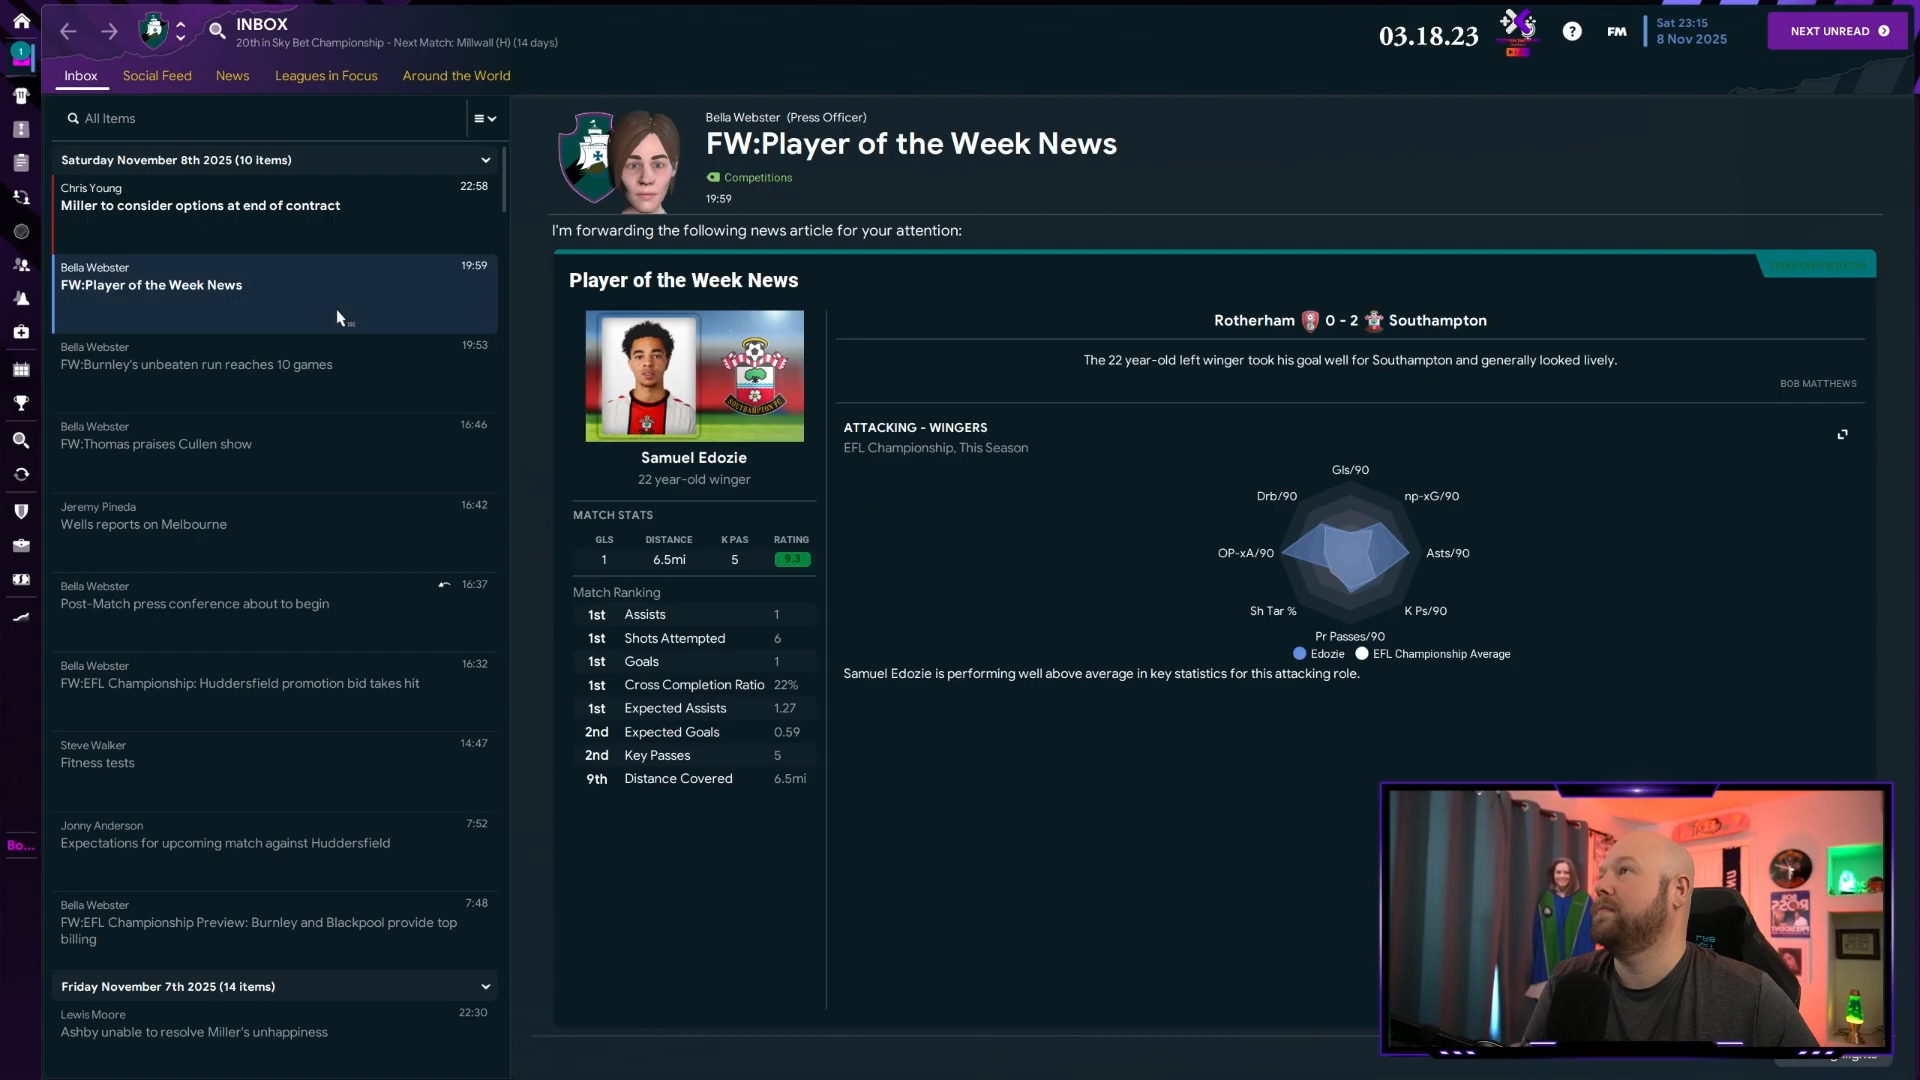 INBOX
20th in Sky Bet Championship - Next Match: Millwall (H) (14 days)
03.18.23
FM
Sat 23:15
8 Nov 2025
NEXT UNREAD
1
Inbox
Social Feed
News
Leagues in Focus
Around the World
All Items
Saturday November 8th 2025 (10 items)
Chris Young
22:58
Miller to consider options at end of contract
Bella Webster
19:59
FW:Player of the Week News
Bella Webster
19:53
FW:Burnley's unbeaten run reaches 10 games
Bella Webster
16:46
FW:Thomas praises Cullen show
Jeremy Pineda
16:42
Wells reports on Melbourne
Bella Webster
16:37
Post-Match press conference about to begin
Bella Webster
16:32
FW:EFL Championship: Huddersfield promotion bid takes hit
Steve Walker
14:47
Fitness tests
Jonny Anderson
7:52
Expectations for upcoming match against Huddersfield
Bella Webster
7:48
FW:EFL Championship Preview: Burnley and Blackpool provide top
billing
Friday November 7th 2025 (14 items)
Lewis Moore
22:30
Ashby unable to resolve Miller's unhappiness
Bo...
Bella Webster (Press Officer)
FW:Player of the Week News
Competitions
19:59
I'm forwarding the following news article for your attention:
Player of the Week News
Samuel Edozie
22 year-old winger
MATCH STATS
GLS DISTANCE K PAS RATING
1 6.5mi 5 9.3
Match Ranking
1st Assists 1
1st Shots Attempted 6
1st Goals 1
1st Cross Completion Ratio 22%
1st Expected Assists 1.27
2nd Expected Goals 0.59
2nd Key Passes 5
9th Distance Covered 6.5mi
Rotherham 0 - 2 Southampton
The 22 year-old left winger took his goal well for Southampton and generally looked lively.
BOB MATTHEWS
ATTACKING - WINGERS
EFL Championship, This Season
Gls/90
Drb/90
np-xG/90
OP-xA/90
Asts/90
Sh Tar %
K Ps/90
Pr Passes/90
Edozie
EFL Championship Average
Samuel Edozie is performing well above average in key statistics for this attacking role.